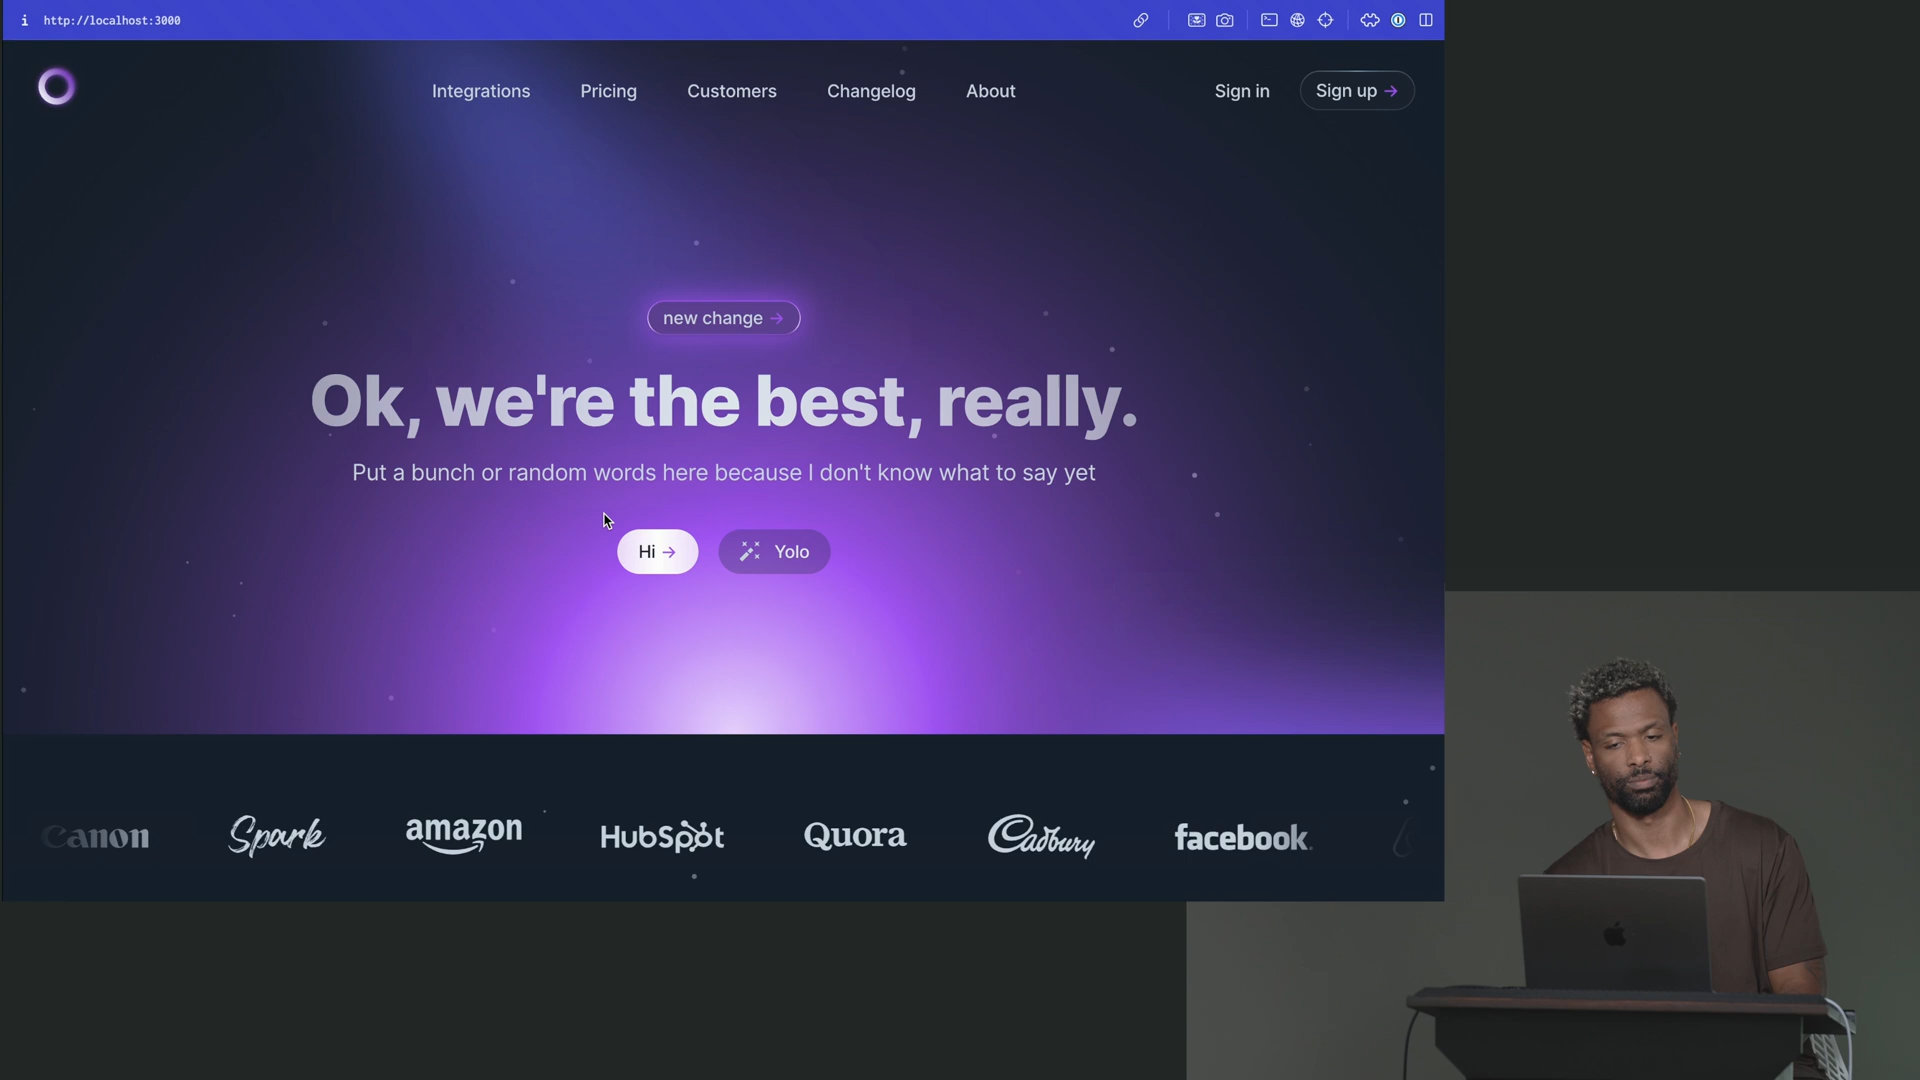 http://localhost:3000
Integrations Pricing Customers Changelog About Sign in Sign up →
new change →
Ok, we're the best, really.
Put a bunch or random words here because I don't know what to say yet
Hi →
Yolo
Canon Spark amazon HubSpot Quora Cadbury facebook.